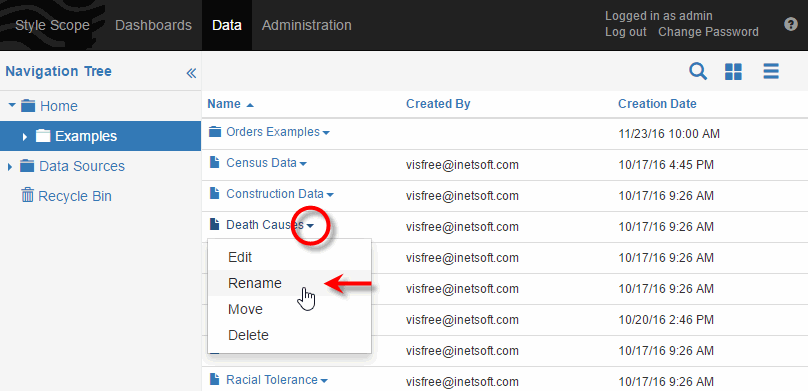 Style Scope Dashboards Data Administration
Logged in as admin
Log out Change Password
?
Navigation Tree «
Home
Examples
Data Sources
Recycle Bin
Name Created By Creation Date
Orders Examples 11/23/16 10:00 AM
Census Data visfree@inetsoft.com 10/17/16 4:45 PM
Construction Data visfree@inetsoft.com 10/17/16 9:26 AM
Death Causes visfree@inetsoft.com 10/17/16 9:26 AM
Edit visfree@inetsoft.com 10/17/16 9:26 AM
Rename visfree@inetsoft.com 10/17/16 9:26 AM
Move visfree@inetsoft.com 10/20/16 2:46 PM
Delete visfree@inetsoft.com 10/17/16 9:26 AM
Racial Tolerance visfree@inetsoft.com 10/17/16 9:26 AM